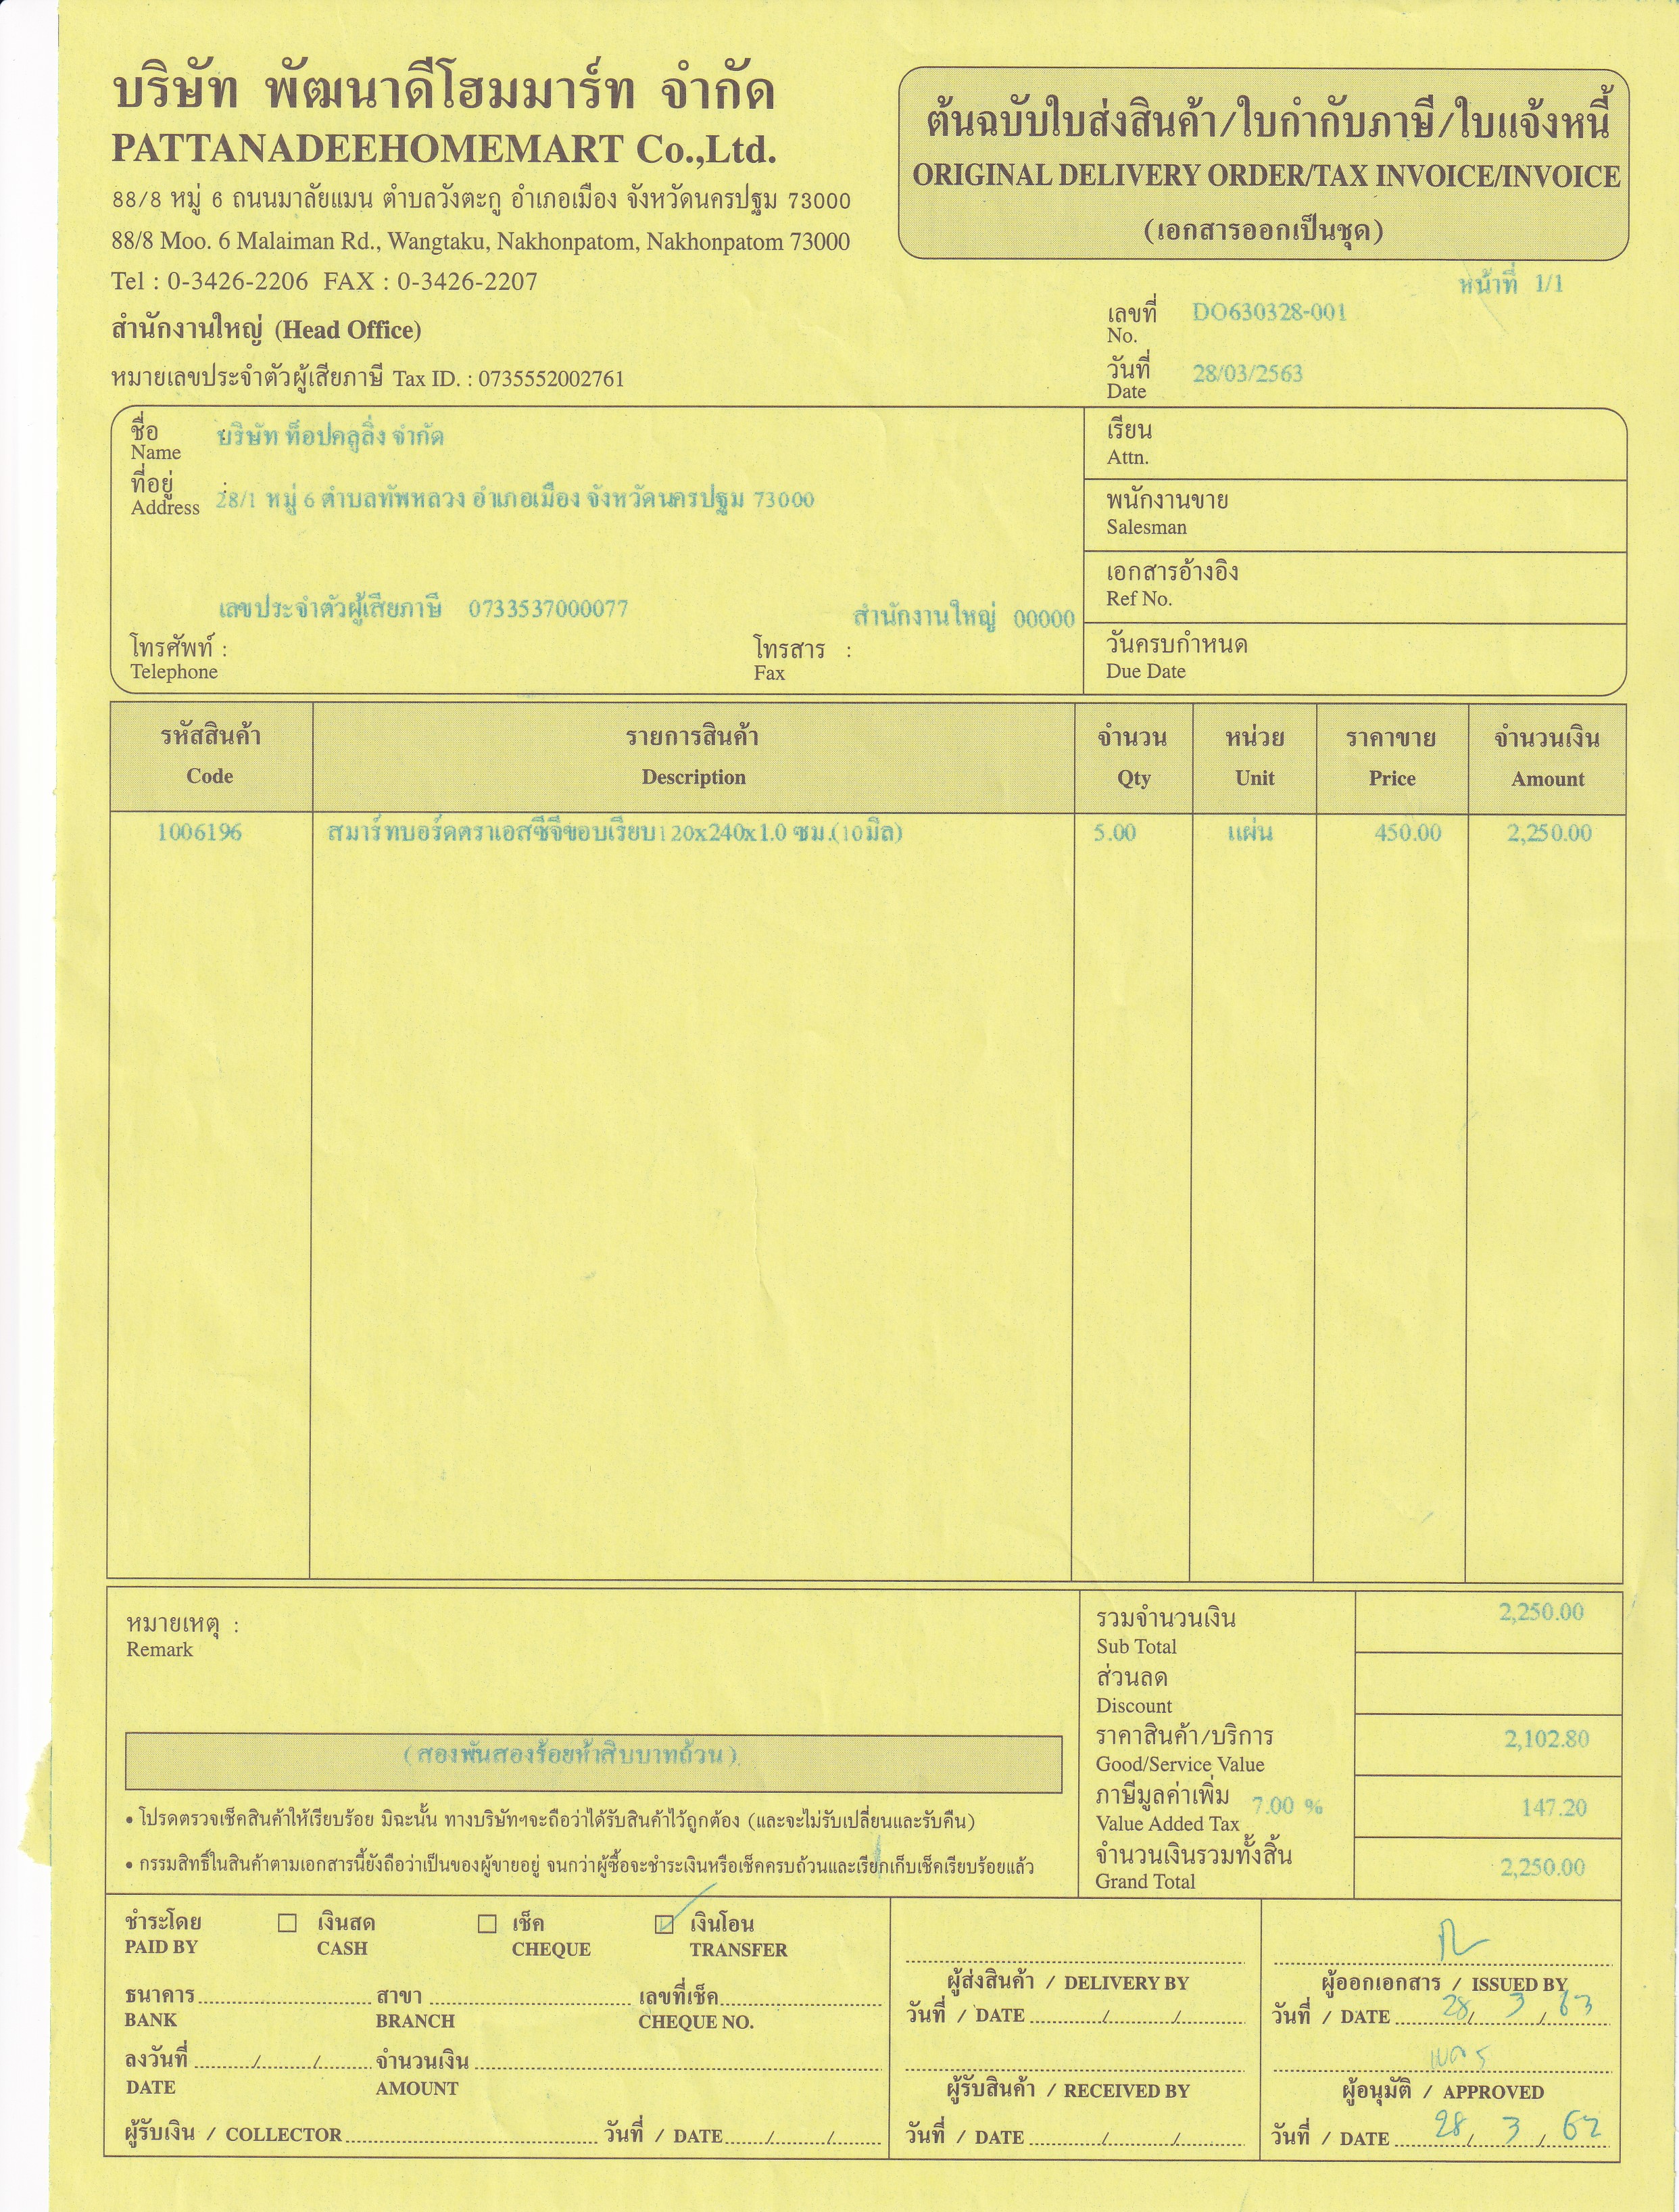 บริษัท พัฒนาดีโฮมมาร์ท จำกัด
PATTANADEEHOMEMART Co.,Ltd.
88/8 หมู่ 6 ถนนมาลัยแมน ตำบลวังตะกู อำเภอเมือง จังหวัดนครปฐม 73000
88/8 Moo. 6 Malaiman Rd., Wangtaku, Nakhonpatom, Nakhonpatom 73000
Tel : 0-3426-2206 FAX : 0-3426-2207
สำนักงานใหญ่ (Head Office)
หมายเลขประจำตัวผู้เสียภาษี Tax ID. : 0735552002761
ต้นฉบับใบส่งสินค้า/ใบกำกับภาษี/ใบแจ้งหนี้
ORIGINAL DELIVERY ORDER/TAX INVOICE/INVOICE
(เอกสารออกเป็นชุด)
หน้าที่ 1/1
เลขที่ DO630328-001
No.
วันที่ 28/03/2563
Date
ชื่อ บริษัท ท็อปคลูลิ่ง จำกัด
Name
ที่อยู่ : 28/1 หมู่ 6 ตำบลทัพหลวง อำเภอเมือง จังหวัดนครปฐม 73000
Address
เลขประจำตัวผู้เสียภาษี 0733537000077 สำนักงานใหญ่ 00000
โทรศัพท์ : โทรสาร :
Telephone Fax
เรียน
Attn.
พนักงานขาย
Salesman
เอกสารอ้างอิง
Ref No.
วันครบกำหนด
Due Date
รหัสสินค้า รายการสินค้า จำนวน หน่วย ราคาขาย จำนวนเงิน
Code Description Qty Unit Price Amount
1006196 สมาร์ทบอร์ดตราเอสซีจีขอบเรียบ120x240x1.0 ซม.(10มิล) 5.00 แผ่น 450.00 2,250.00
หมายเหตุ :
Remark
(สองพันสองร้อยห้าสิบบาทถ้วน)
• โปรดตรวจเช็คสินค้าให้เรียบร้อย มิฉะนั้น ทางบริษัทฯจะถือว่าได้รับสินค้าไว้ถูกต้อง (และจะไม่รับเปลี่ยนและรับคืน)
• กรรมสิทธิ์ในสินค้าตามเอกสารนี้ยังถือว่าเป็นของผู้ขายอยู่ จนกว่าผู้ซื้อจะชำระเงินหรือเช็คครบถ้วนและเรียกเก็บเช็คเรียบร้อยแล้ว
รวมจำนวนเงิน 2,250.00
Sub Total
ส่วนลด
Discount
ราคาสินค้า/บริการ 2,102.80
Good/Service Value
ภาษีมูลค่าเพิ่ม 7.00 % 147.20
Value Added Tax
จำนวนเงินรวมทั้งสิ้น 2,250.00
Grand Total
ชำระโดย เงินสด เช็ค เงินโอน
PAID BY CASH CHEQUE TRANSFER
ธนาคาร สาขา เลขที่เช็ค
BANK BRANCH CHEQUE NO.
ลงวันที่ / / จำนวนเงิน
DATE AMOUNT
ผู้รับเงิน / COLLECTOR วันที่ / DATE / /
ผู้ส่งสินค้า / DELIVERY BY
วันที่ / DATE / /
ผู้รับสินค้า / RECEIVED BY
วันที่ / DATE / /
ผู้ออกเอกสาร / ISSUED BY
วันที่ / DATE 28/ 3 / 63
ผู้อนุมัติ / APPROVED
วันที่ / DATE 28/ 3 /